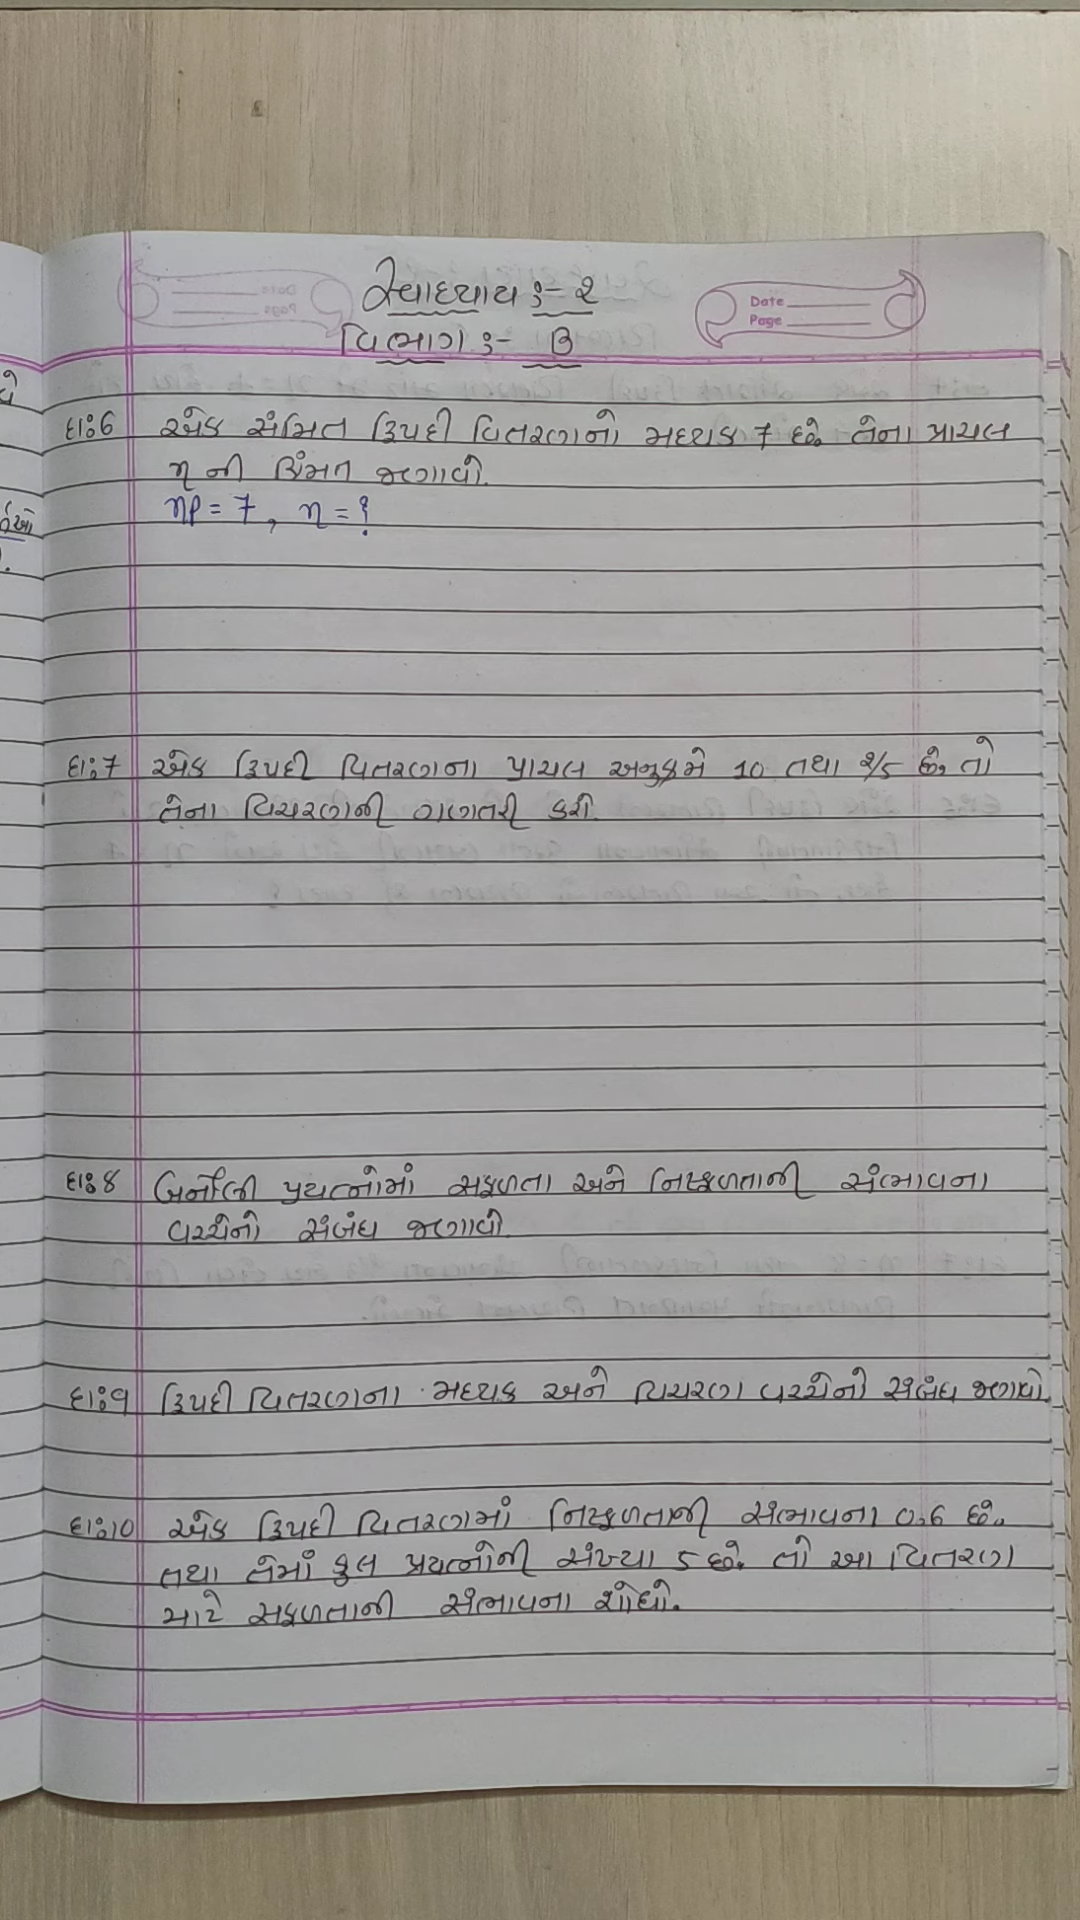 સ્વાધ્યાય :- ૨
Date
Page
વિભાગ :- B
દા:6 એક સંમિત દ્વિપદી વિતરણનો મધ્યક 7 છે. તેના પ્રાચલ
n ની કિંમત જણાવો.
np = 7, n = ?
દા:7 એક દ્વિપદી વિતરણના પ્રાચલ અનુક્રમે 10 તથા ૨/5 છે, તો
તેના વિચરણની ગણતરી કરો.
દા:8 બર્નોલી પ્રયત્નોમાં સફળતા અને નિષ્ફળતાની સંભાવના
વચ્ચેનો સંબંધ જણાવો.
દા:9 દ્વિપદી વિતરણના મધ્યક અને વિચરણ વચ્ચેનો સંબંધ જણાવો
દા:10 એક દ્વિપદી વિતરણમાં નિષ્ફળતાની સંભાવના 0.6 છે.
તથા તેમાં કુલ પ્રયત્નોની સંખ્યા 5 છે. તો આ વિતરણ
માટે સફળતાની સંભાવના શોધો.